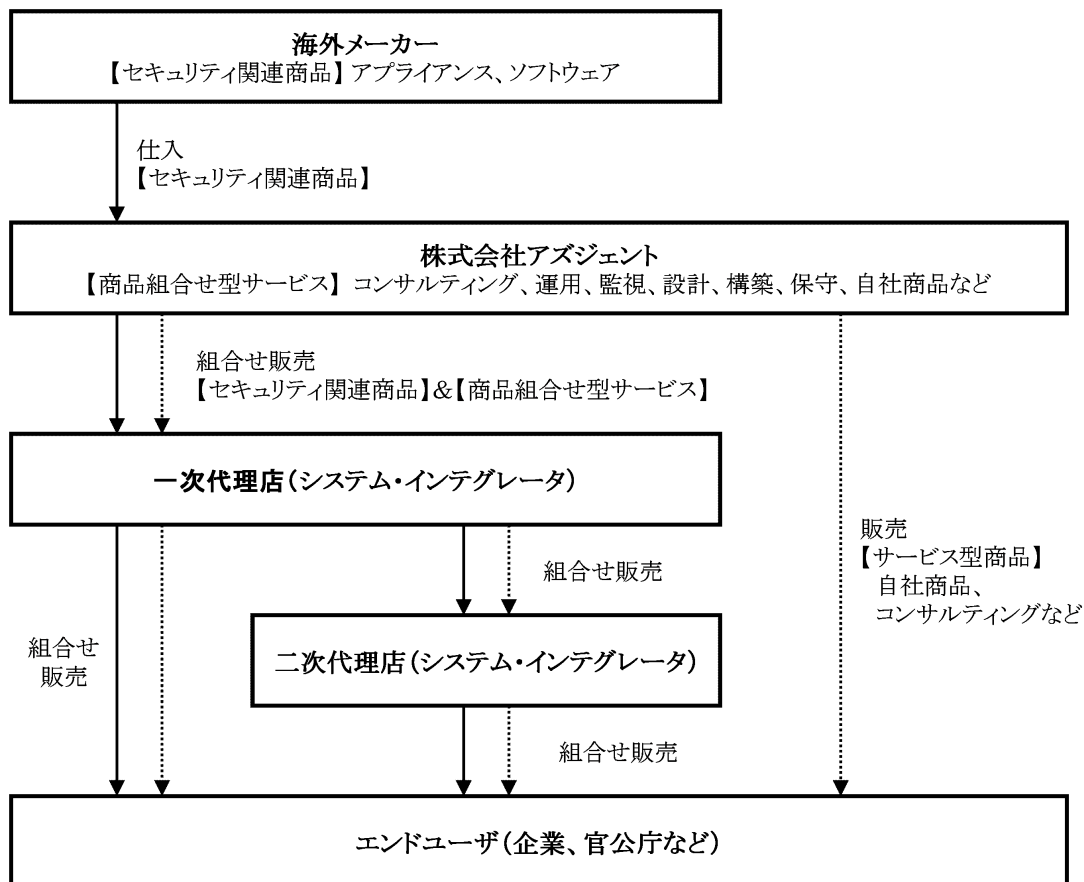 海外メーカー
【セキュリティ関連商品】 アプライアンス、ソフトウェア
仕入
【セキュリティ関連商品】
株式会社アズジェント
【商品組合せ型サービス】 コンサルティング、運用、監視、設計、構築、保守、自社商品など
組合せ販売
【セキュリティ関連商品】&【商品組合せ型サービス】
一次代理店(システム・インテグレータ)
販売
【サービス型商品】
自社商品、
コンサルティングなど
組合せ販売
二次代理店(システム・インテグレータ)
組合せ
販売
組合せ販売
エンドユーザ(企業、官公庁など)